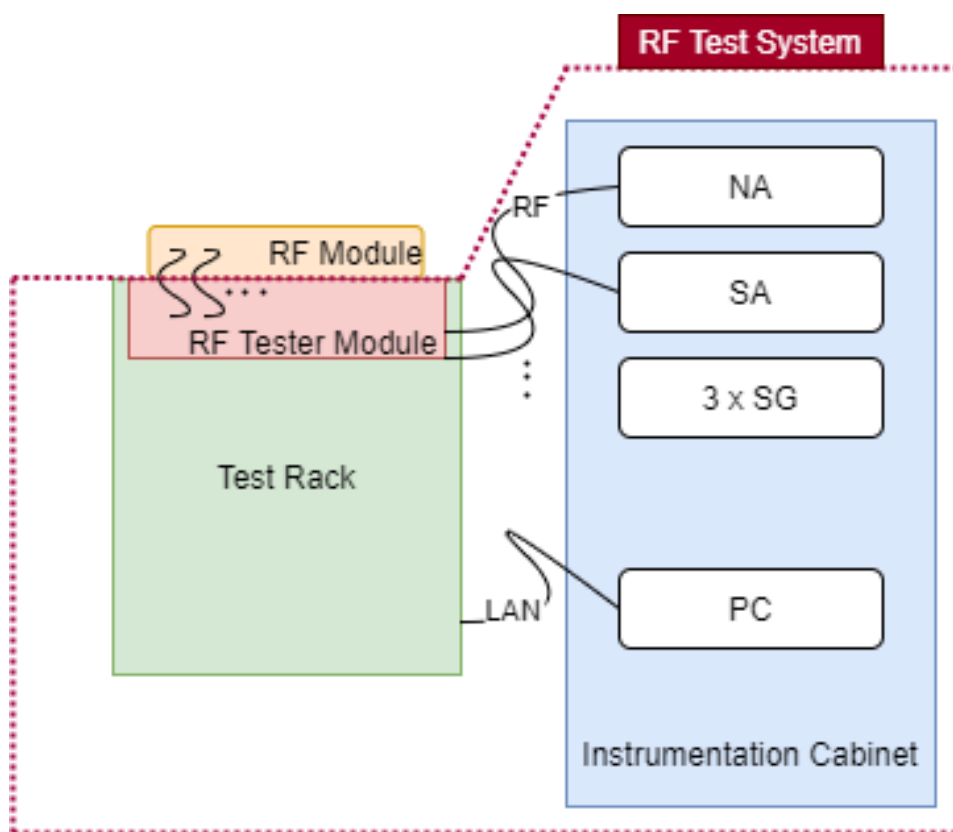 RF Test System
NA
RF
RF Module
SA
RF Tester Module
3 x SG
Test Rack
LAN
PC
Instrumentation Cabinet